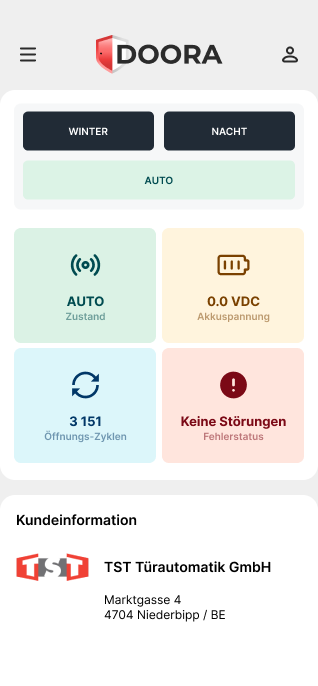 DOORA
WINTER
NACHT
AUTO
AUTO
Zustand
0.0 VDC
Akkuspannung
3 151
Öffnungs-Zyklen
Keine Störungen
Fehlerstatus
Kundeinformation
TST
TST Türautomatik GmbH
Marktgasse 4
4704 Niederbipp / BE